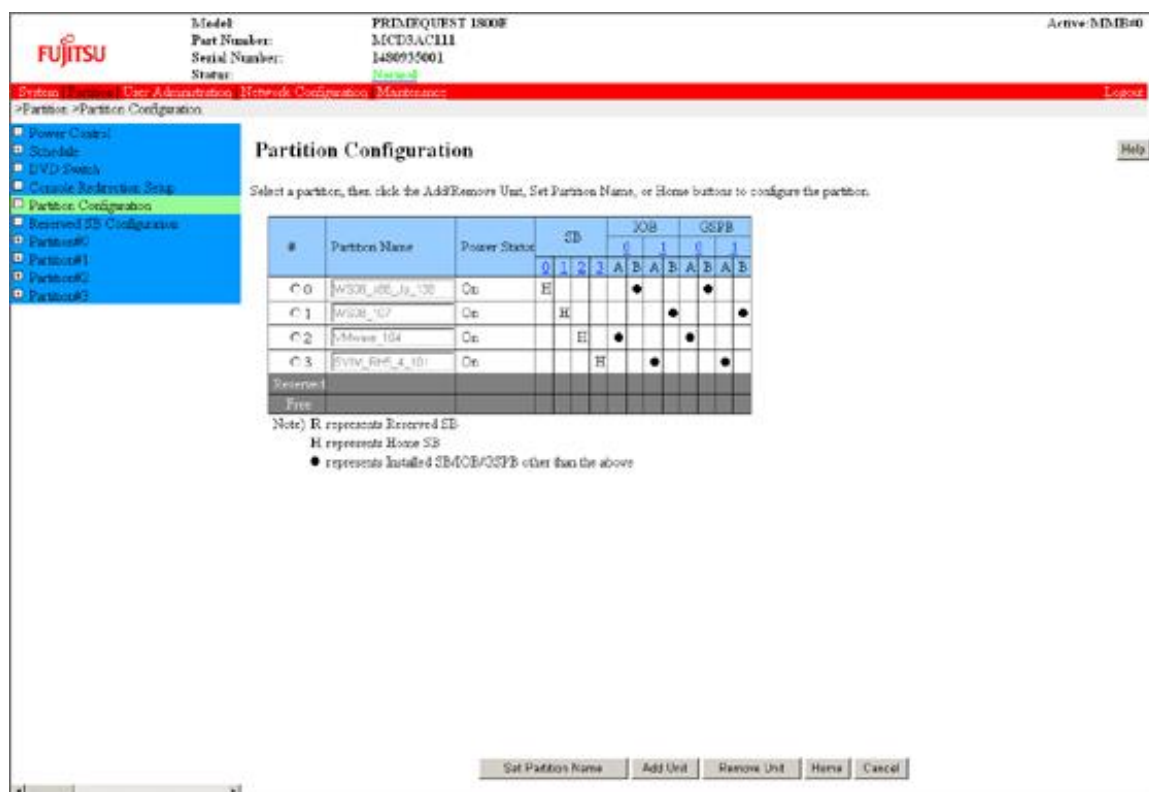 FUJITSU
Model: PRIMEQUEST 1800E
Part Number: MCD3AC111
Serial Number: 1480935001
Status: Normal
Active:MMB#0
System Partition User Administration Network Configuration Maintenance Logout
>Partition >Partition Configuration
Power Control
Schedule
DVD Switch
Console Redirection Setup
Partition Configuration
Reserved SB Configuration
Partition#0
Partition#1
Partition#2
Partition#3
Partition Configuration
Help
Select a partition, then click the Add/Remove Unit, Set Partition Name, or Home buttons to configure the partition.
# Partition Name Power Status SB IOB GSPB
0 1 0 1
0 1 2 3 A B A B A B A B
0 On H ● ●
1 WS08_107 On H ● ●
2 VMware_104 On H ● ●
3 On H ● ●
Reserved
Free
Note) R represents Reserved SB
H represents Home SB
● represents Installed SB/IOB/GSPB other than the above
Set Partition Name Add Unit Remove Unit Home Cancel